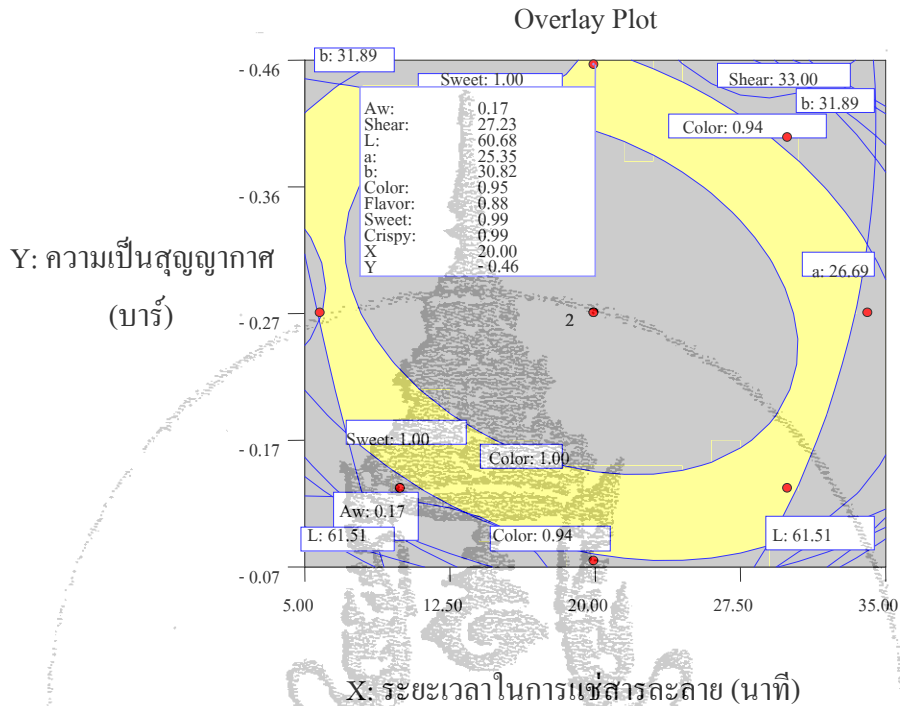 Overlay Plot
b: 31.89
- 0.46
Sweet: 1.00
Shear: 33.00
b: 31.89
Aw: 0.17
Shear: 27.23
L: 60.68
a: 25.35
b: 30.82
Color: 0.95
Flavor: 0.88
Sweet: 0.99
Crispy: 0.99
X 20.00
Y - 0.46
Color: 0.94
- 0.36
Y: ความเป็นสุญญากาศ
(บาร์)
a: 26.69
- 0.27
2
- 0.17
Sweet: 1.00
Color: 1.00
Aw: 0.17
L: 61.51
Color: 0.94
L: 61.51
- 0.07
5.00 12.50 20.00 27.50 35.00
X: ระยะเวลาในการแช่สารละลาย (นาที)